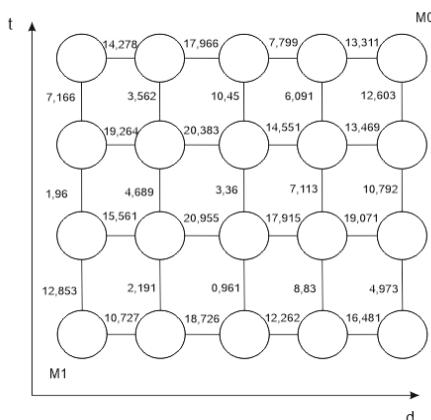 M0
t
14,278 17,966 7,799 13,311
7,166 3,562 10,45 6,091 12,603
19,264 20,383 14,551 13,469
1,96 4,689 3,36 7,113 10,792
15,561 20,955 17,915 19,071
12,853 2,191 0,961 8,83 4,973
10,727 18,726 12,262 16,481
M1
d